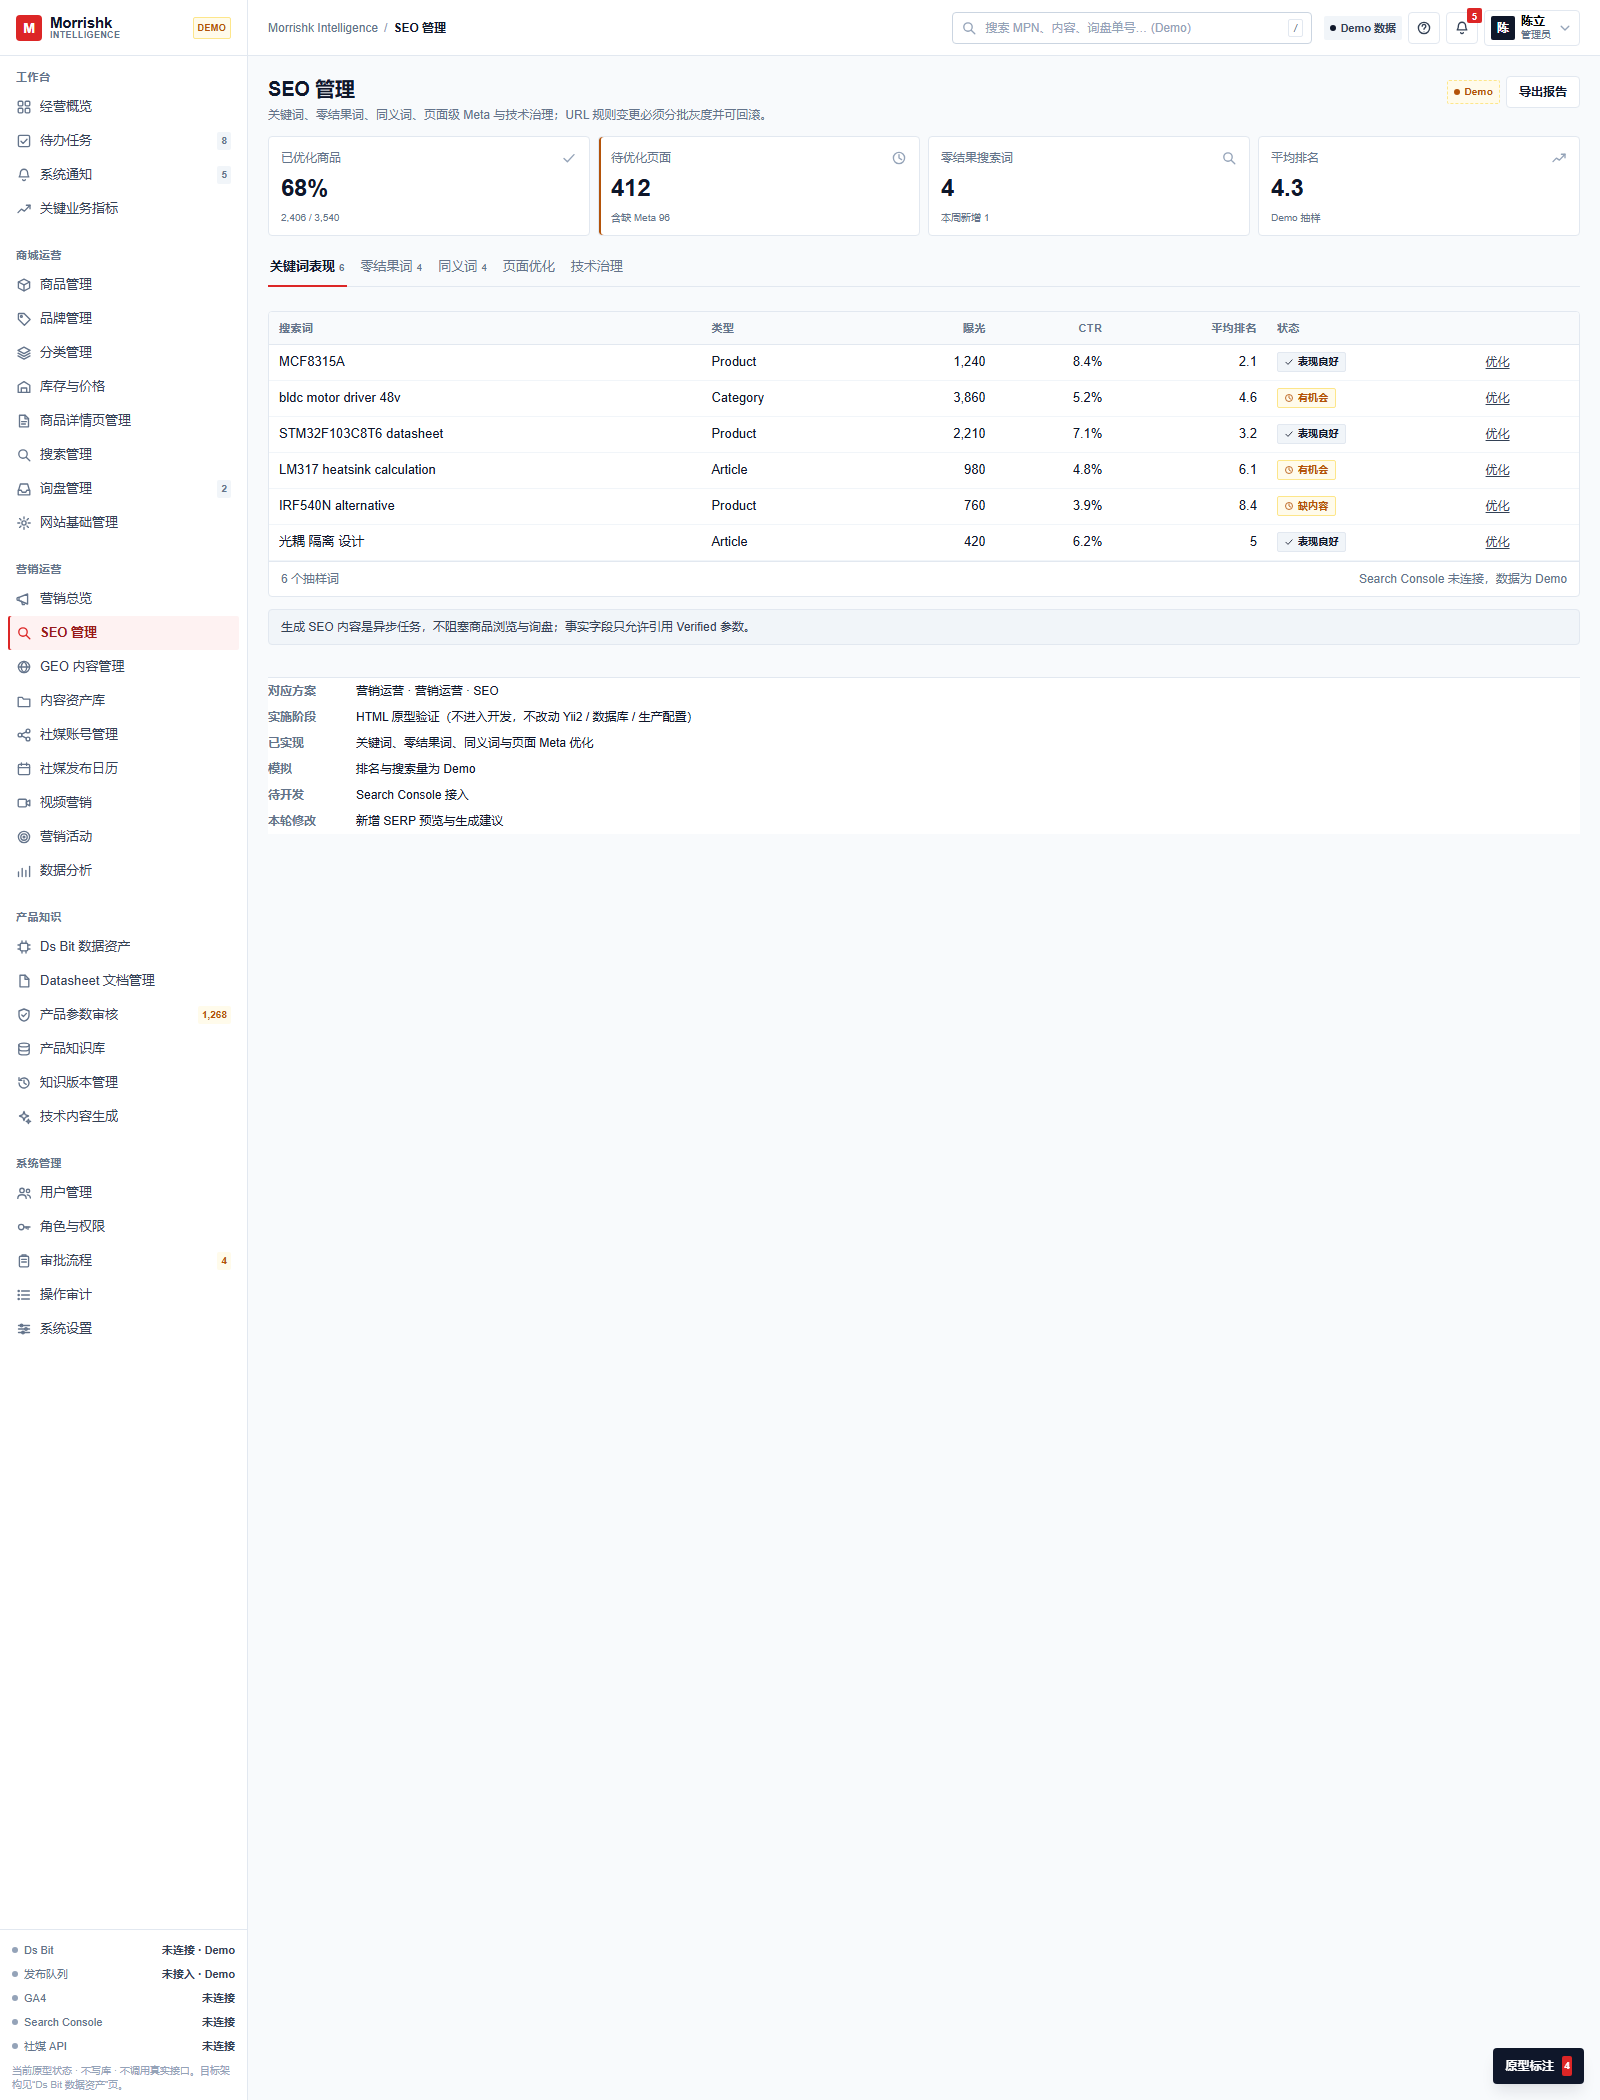 M Morrishk INTELLIGENCE DEMO
工作台
经营概览
待办任务 8
系统通知 5
关键业务指标
商城运营
商品管理
品牌管理
分类管理
库存与价格
商品详情页管理
搜索管理
询盘管理 2
网站基础管理
营销运营
营销总览
SEO 管理
GEO 内容管理
内容资产库
社媒账号管理
社媒发布日历
视频营销
营销活动
数据分析
产品知识
Ds Bit 数据资产
Datasheet 文档管理
产品参数审核 1,268
产品知识库
知识版本管理
技术内容生成
系统管理
用户管理
角色与权限
审批流程 4
操作审计
系统设置
Ds Bit 未连接 · Demo
发布队列 未接入 · Demo
GA4 未连接
Search Console 未连接
社媒 API 未连接
当前原型状态 · 不写库 · 不调用真实接口。目标架
构见“Ds Bit 数据资产”页。
Morrishk Intelligence / SEO 管理
搜索 MPN、内容、询盘单号... (Demo) /
Demo 数据
5
陈 陈立
管理员
SEO 管理
关键词、零结果词、同义词、页面级 Meta 与技术治理；URL 规则变更必须分批灰度并可回滚。
Demo 导出报告
已优化商品
68%
2,406 / 3,540
待优化页面
412
含缺 Meta 96
零结果搜索词
4
本周新增 1
平均排名
4.3
Demo 抽样
关键词表现 6 零结果词 4 同义词 4 页面优化 技术治理
搜索词 类型 曝光 CTR 平均排名 状态
MCF8315A Product 1,240 8.4% 2.1 表现良好 优化
bldc motor driver 48v Category 3,860 5.2% 4.6 有机会 优化
STM32F103C8T6 datasheet Product 2,210 7.1% 3.2 表现良好 优化
LM317 heatsink calculation Article 980 4.8% 6.1 有机会 优化
IRF540N alternative Product 760 3.9% 8.4 缺内容 优化
光耦 隔离 设计 Article 420 6.2% 5 表现良好 优化
6 个抽样词 Search Console 未连接，数据为 Demo
生成 SEO 内容是异步任务，不阻塞商品浏览与询盘；事实字段只允许引用 Verified 参数。
对应方案 营销运营 · 营销运营 · SEO
实施阶段 HTML 原型验证（不进入开发，不改动 Yii2 / 数据库 / 生产配置）
已实现 关键词、零结果词、同义词与页面 Meta 优化
模拟 排名与搜索量为 Demo
待开发 Search Console 接入
本轮修改 新增 SERP 预览与生成建议
原型标注 4